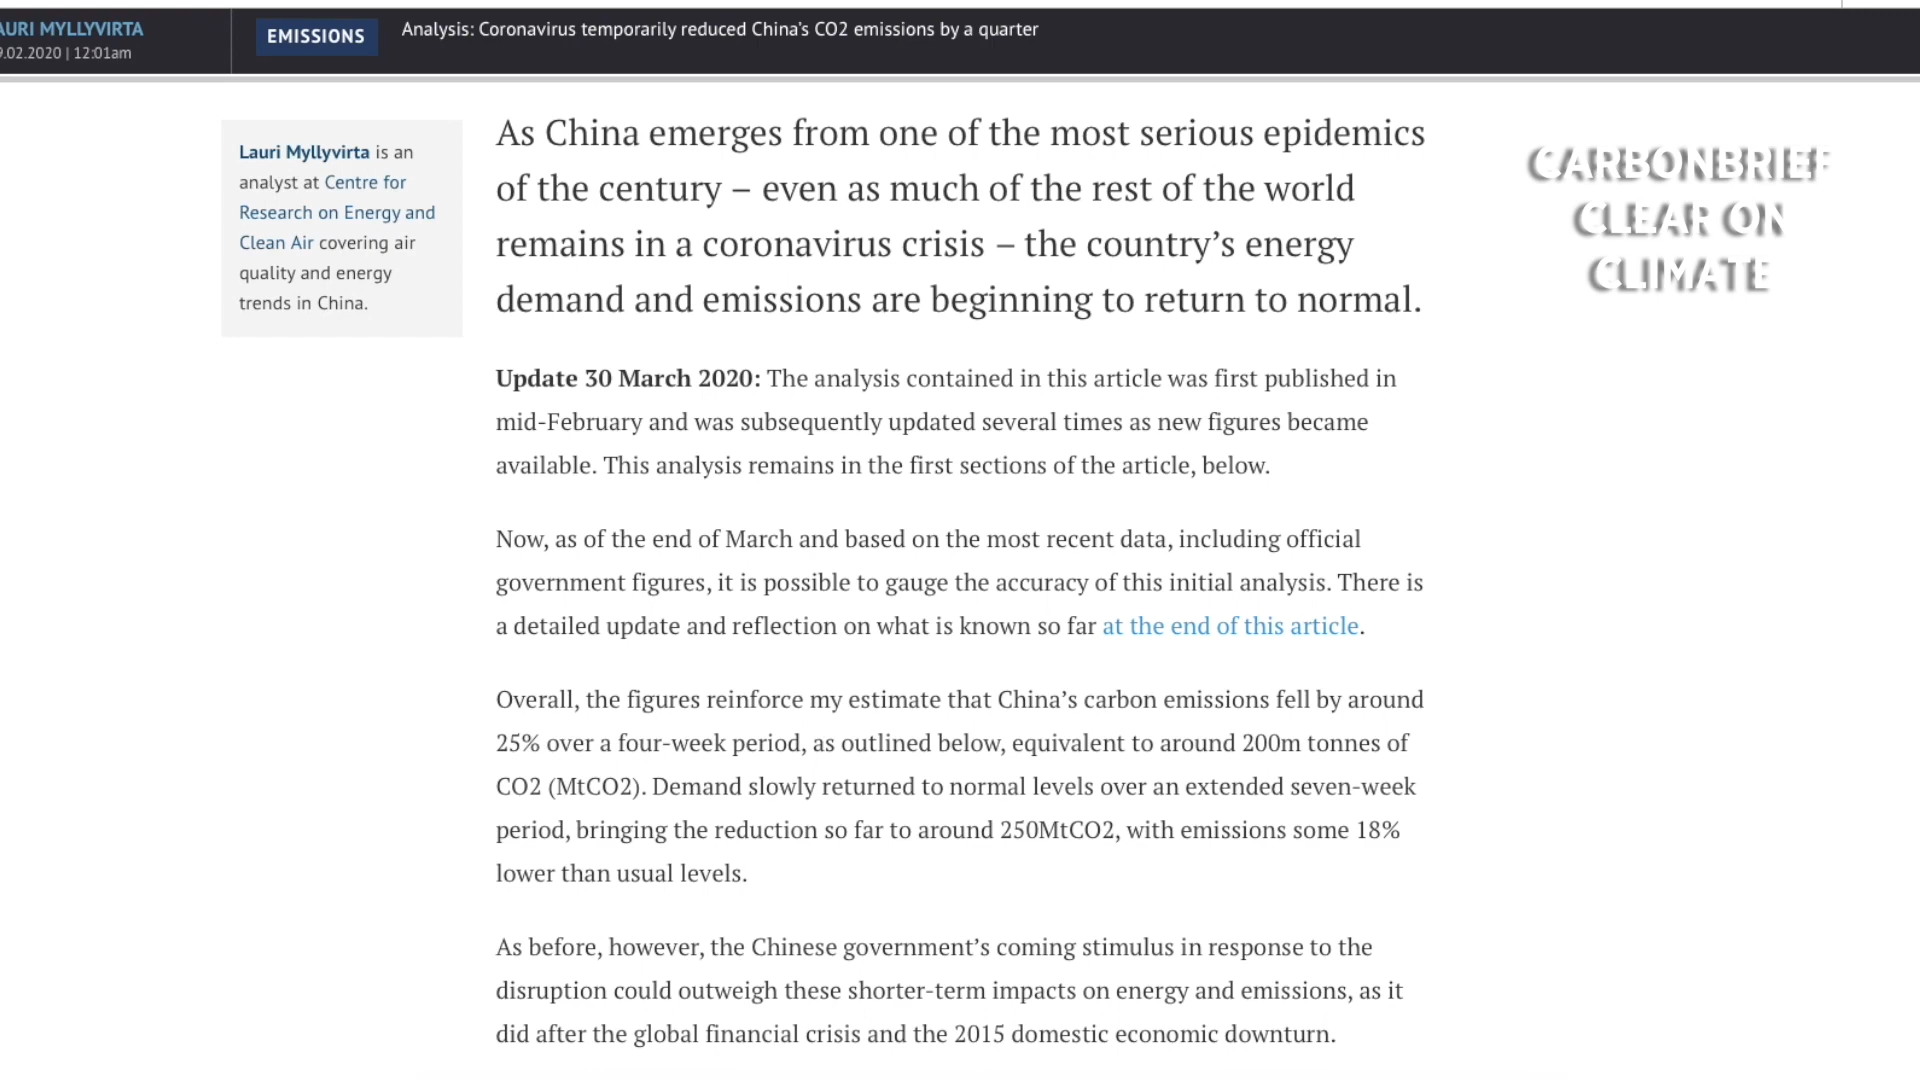 AURI MYLLYVIRTA
9.02.2020 | 12:01am
EMISSIONS
Analysis: Coronavirus temporarily reduced China's CO2 emissions by a quarter
Lauri Myllyvirta is an
analyst at Centre for
Research on Energy and
Clean Air covering air
quality and energy
trends in China.
As China emerges from one of the most serious epidemics
of the century – even as much of the rest of the world
remains in a coronavirus crisis – the country's energy
demand and emissions are beginning to return to normal.
Update 30 March 2020: The analysis contained in this article was first published in
mid-February and was subsequently updated several times as new figures became
available. This analysis remains in the first sections of the article, below.
Now, as of the end of March and based on the most recent data, including official
government figures, it is possible to gauge the accuracy of this initial analysis. There is
a detailed update and reflection on what is known so far at the end of this article.
Overall, the figures reinforce my estimate that China's carbon emissions fell by around
25% over a four-week period, as outlined below, equivalent to around 200m tonnes of
CO2 (MtCO2). Demand slowly returned to normal levels over an extended seven-week
period, bringing the reduction so far to around 250MtCO2, with emissions some 18%
lower than usual levels.
As before, however, the Chinese government's coming stimulus in response to the
disruption could outweigh these shorter-term impacts on energy and emissions, as it
did after the global financial crisis and the 2015 domestic economic downturn.
CARBONBRIEF
CLEAR ON
CLIMATE